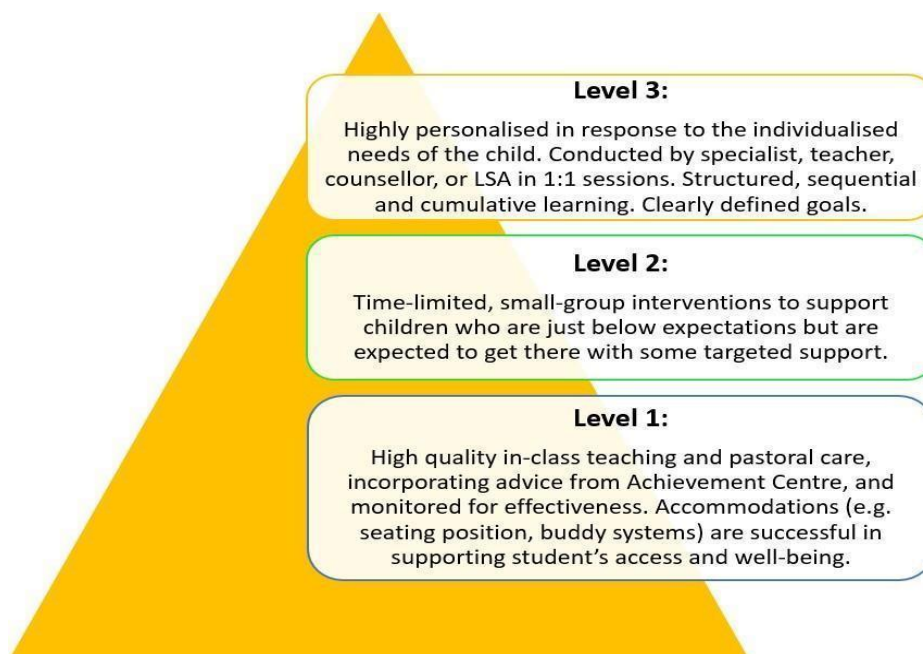 Level 3:
Highly personalised in response to the individualised
needs of the child. Conducted by specialist, teacher,
counsellor, or LSA in 1:1 sessions. Structured, sequential
and cumulative learning. Clearly defined goals.
Level 2:
Time-limited, small-group interventions to support
children who are just below expectations but are
expected to get there with some targeted support.
Level 1:
High quality in-class teaching and pastoral care,
incorporating advice from Achievement Centre, and
monitored for effectiveness. Accommodations (e.g.
seating position, buddy systems) are successful in
supporting student’s access and well-being.